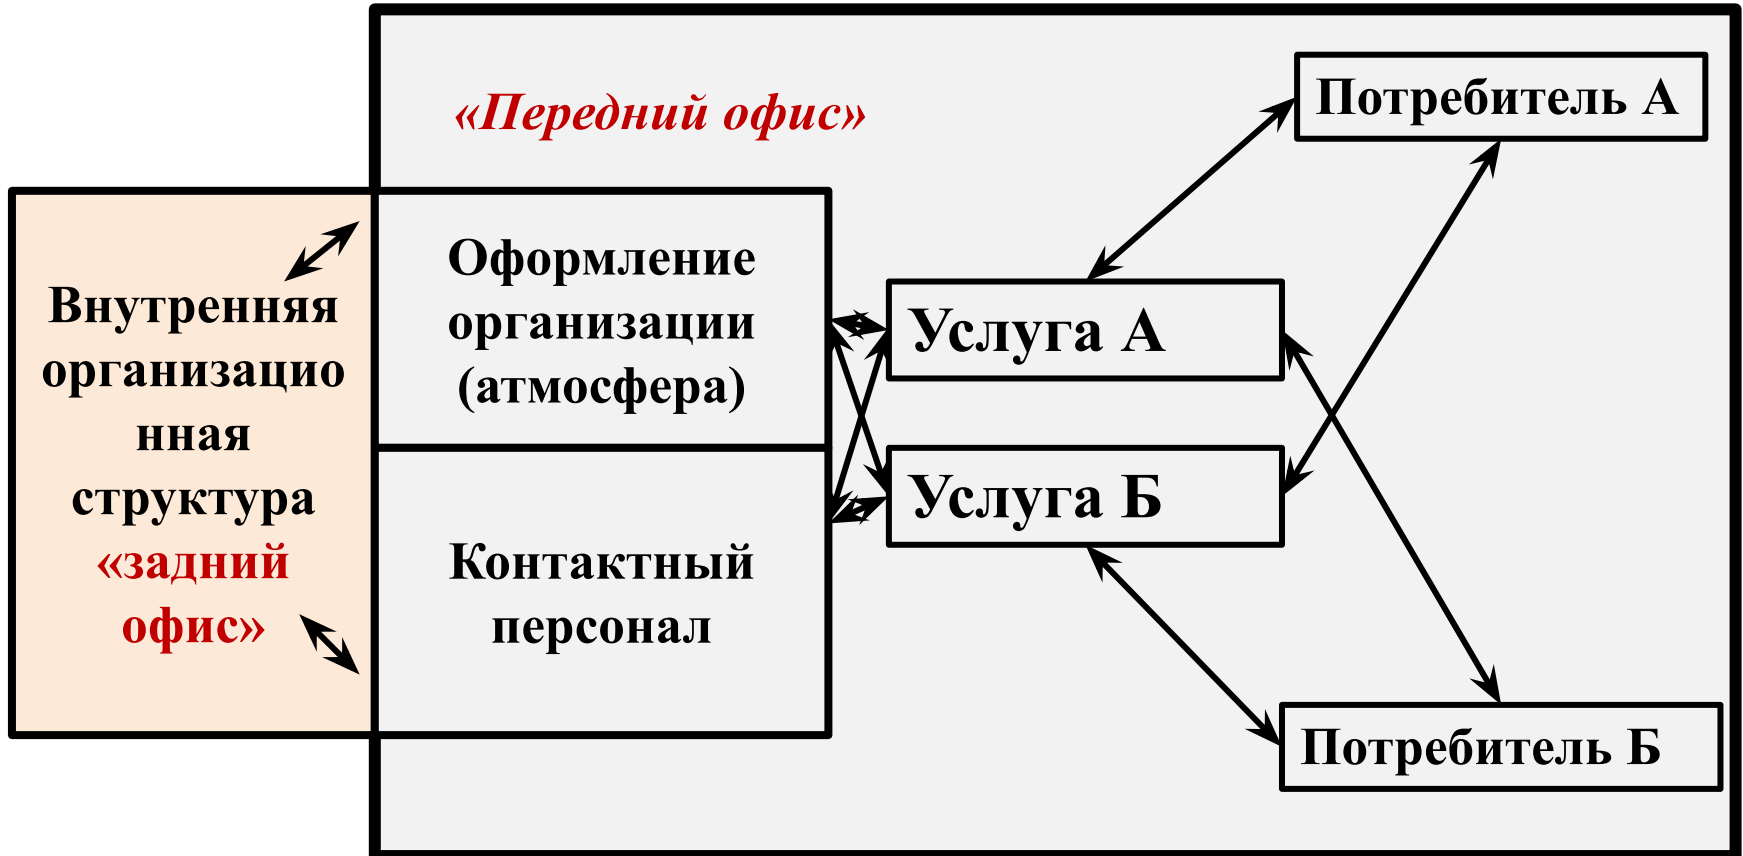 «Передний офис»
Потребитель А
Внутренняя
организацио
нная
структура
«задний
офис»
Оформление
организации
(атмосфера)
Контактный
персонал
Услуга А
Услуга Б
Потребитель Б